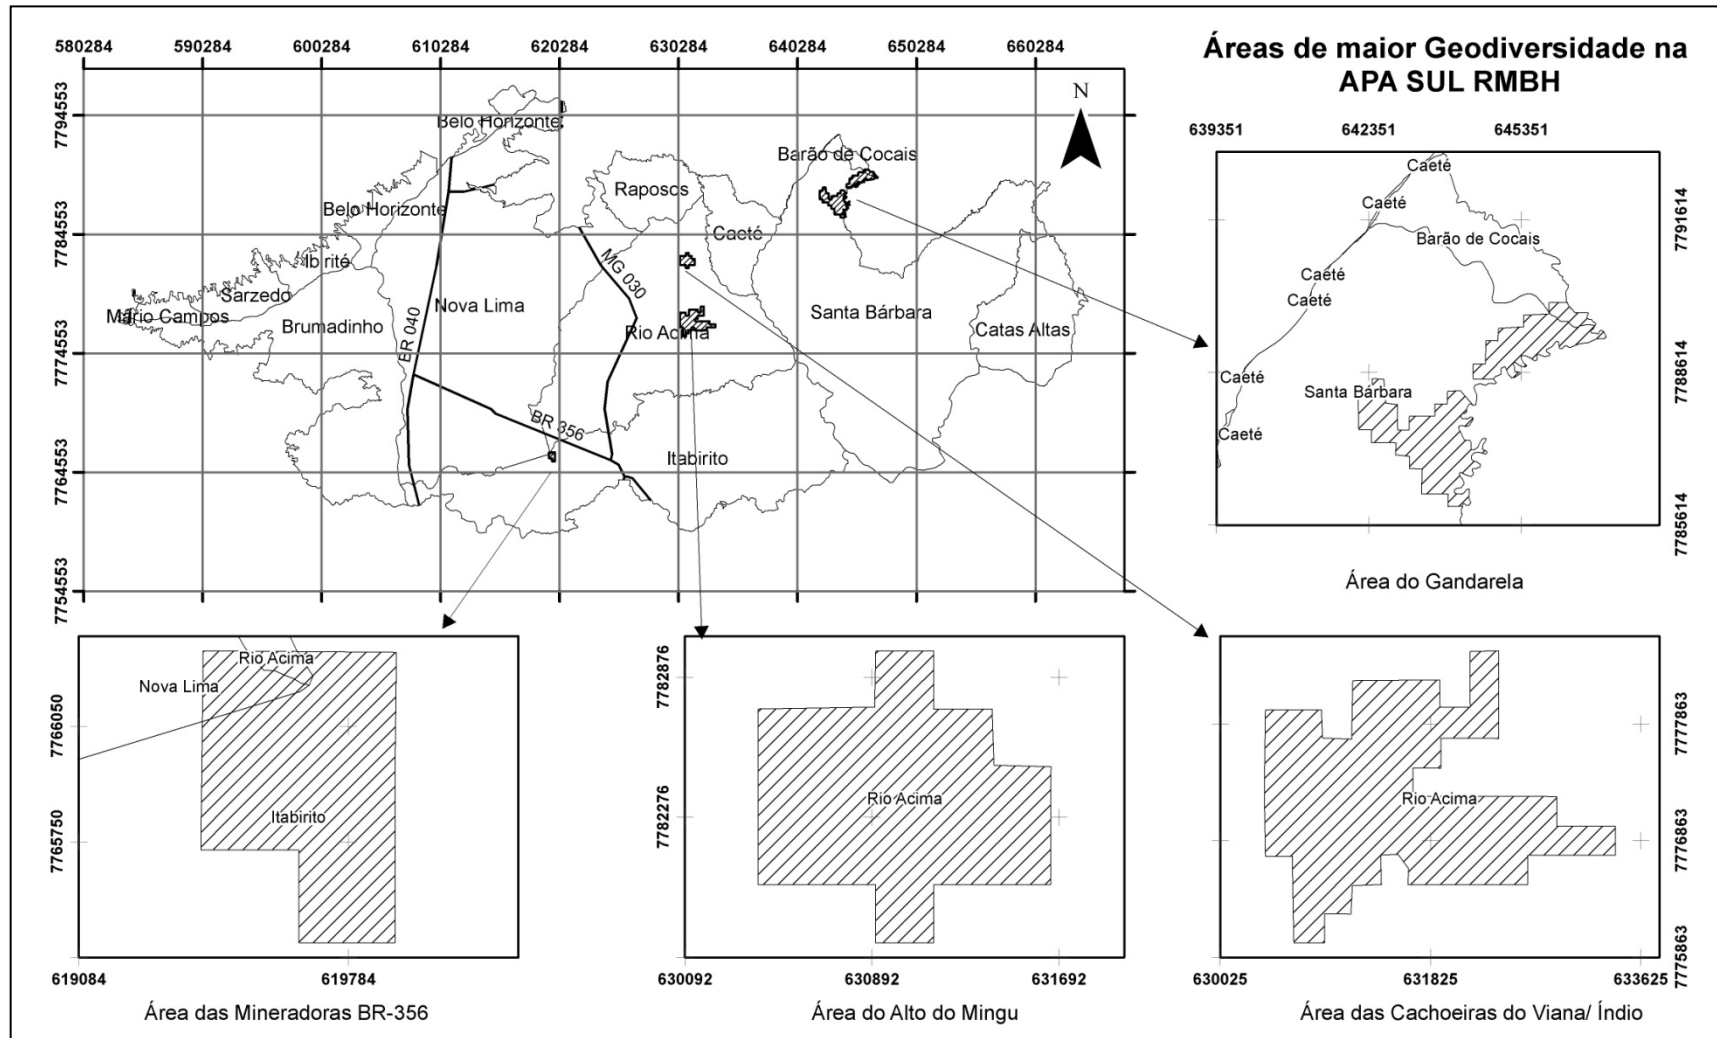 580284 590284 600284 610284 620284 630284 640284 650284 660284
Áreas de maior Geodiversidade na
APA SUL RMBH
N
7794553
7784553
7774553
7764553
7754553
Belo Horizonte
Belo Horizonte
Ibirité
Sarzedo
Mário Campos
Brumadinho
BR 040
Nova Lima
Raposos
Caeté
MG 030
Rio Acima
BR 356
Itabirito
Barão de Cocais
Santa Bárbara
Catas Altas
639351 642351 645351
Caeté
Caeté
Barão de Cocais
Caeté
Caeté
Caeté
Santa Bárbara
Caeté
7791614
7788614
7785614
Área do Gandarela
Rio Acima
Nova Lima
Itabirito
7766050
7765750
619084 619784
Área das Mineradoras BR-356
7782876
7782276
Rio Acima
630092 630892 631692
Área do Alto do Mingu
Rio Acima
7777863
7776863
7775863
630025 631825 633625
Área das Cachoeiras do Viana/ Índio